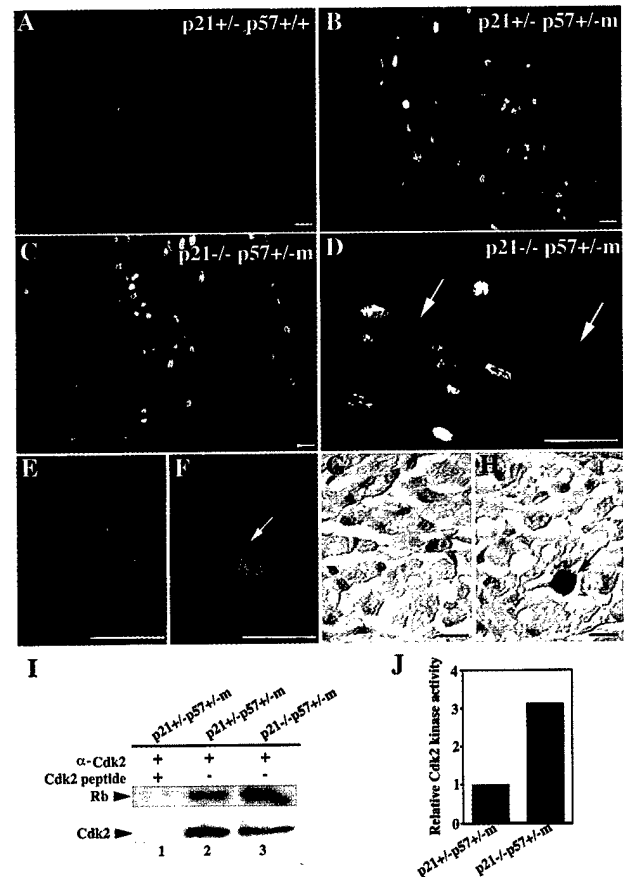 A p21+/- p57+/+
B p21+/- p57+/-m
C p21-/- p57+/-m
D p21-/- p57+/-m
E
F
G
H
I
p21+/-p57+/-m
p21+/-p57+/-m
p21-/-p57+/-m
α-Cdk2 + + +
Cdk2 peptide + - -
Rb
Cdk2
1 2 3
J
Relative Cdk2 kinase activity
4
3
2
1
0
p21+/-p57+/-m
p21-/-p57+/-m